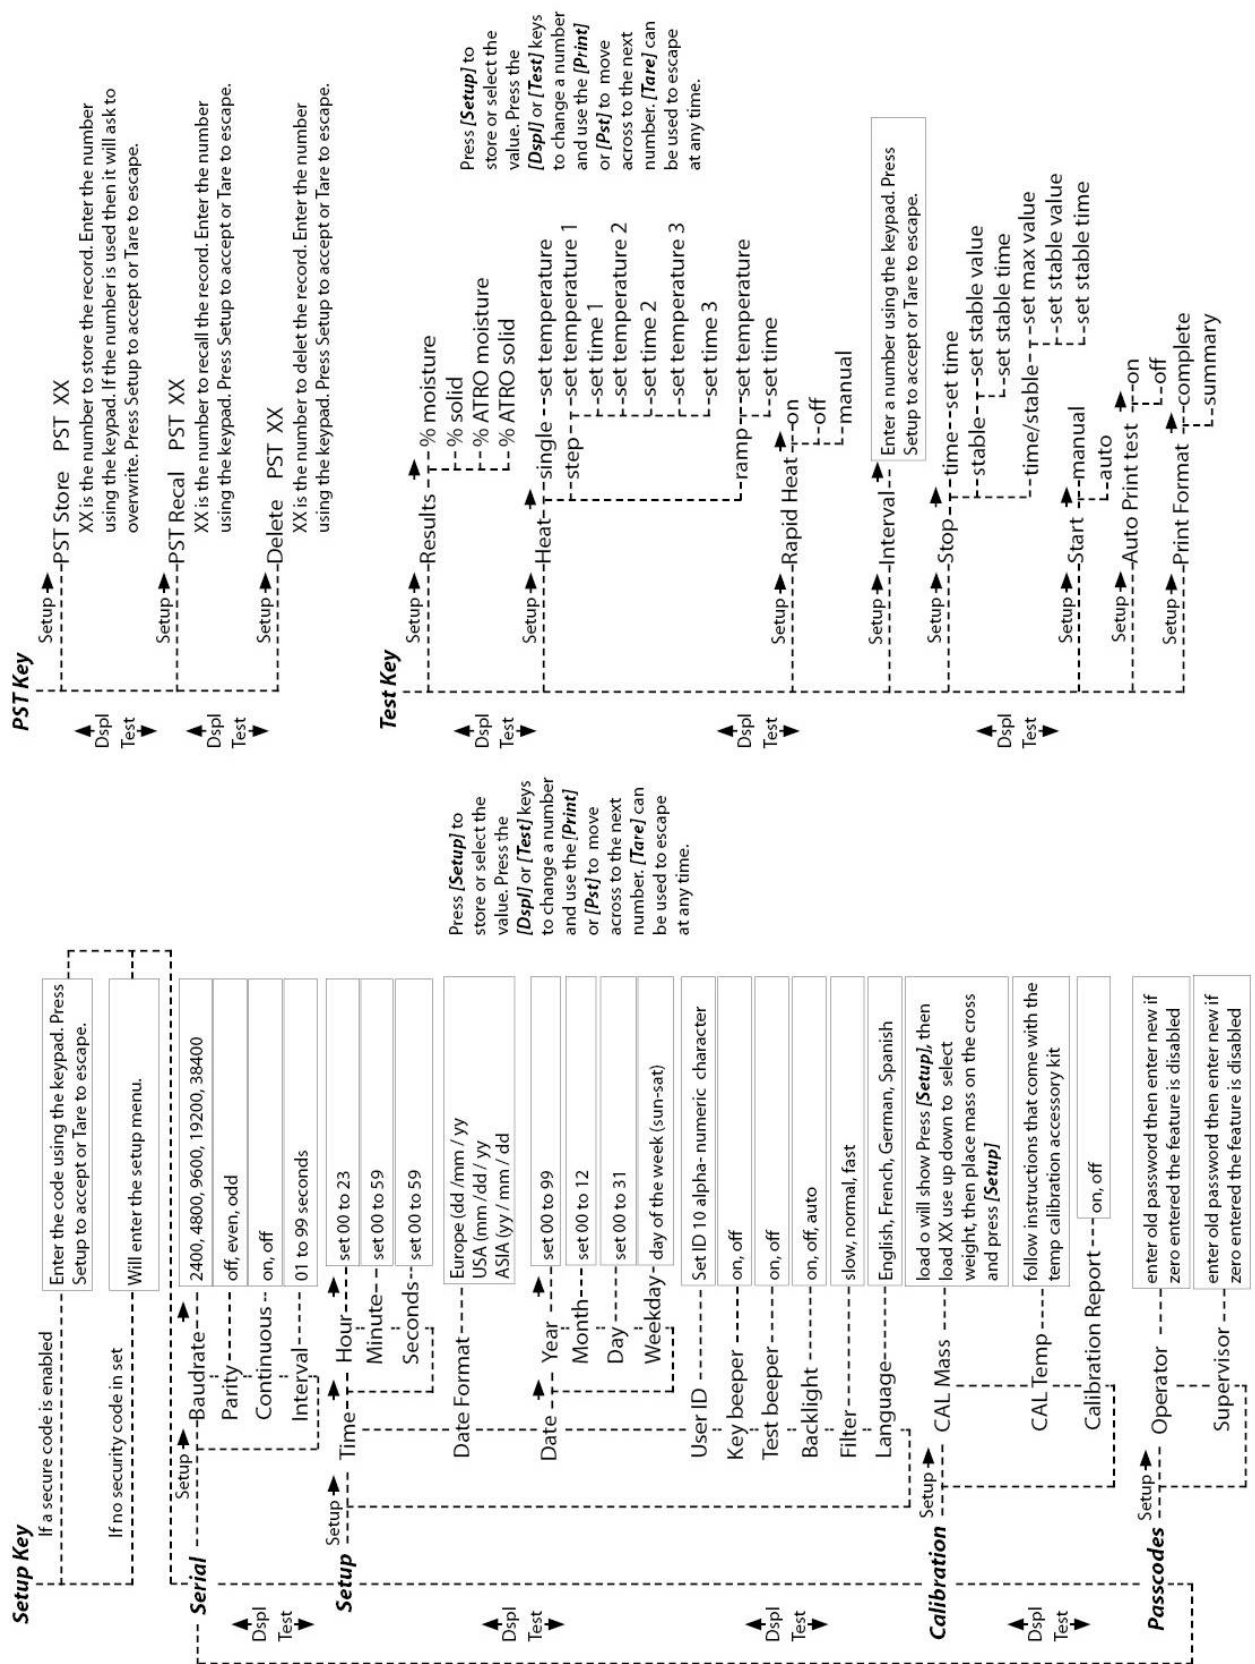 Setup Key
If a secure code is enabled
Enter the code using the keypad. Press
Setup to accept or Tare to escape.
If no security code in set
Will enter the setup menu.
Serial
Setup
Baudrate
2400, 4800, 9600, 19200, 38400
Parity
off, even, odd
Continuous
on, off
Interval
01 to 99 seconds
Dspl
Test
Setup
Setup
Time
Hour
set 00 to 23
Minute
set 00 to 59
Seconds
set 00 to 59
Date Format
Europe (dd /mm / yy
USA (mm / dd / yy
ASIA (yy / mm / dd
Dspl
Test
Date
Year
set 00 to 99
Month
set 00 to 12
Day
set 00 to 31
Weekday
day of the week (sun-sat)
User ID
Set ID 10 alpha-numeric character
Key beeper
on, off
Test beeper
on, off
Backlight
on, off, auto
Filter
slow, normal, fast
Language
English, French, German, Spanish
Dspl
Test
Press [Setup] to
store or select the
value. Press the
[Dspl] or [Test] keys
to change a number
and use the [Print]
or [Pst] to move
across to the next
number. [Tare] can
be used to escape
at any time.
Calibration
Setup
CAL Mass
load o will show Press [Setup], then
load XX use up down to select
weight, then place mass on the cross
and press [Setup]
CAL Temp
follow instructions that come with the
temp calibration accessory kit
Calibration Report
on, off
Dspl
Test
Passcodes
Setup
Operator
enter old password then enter new if
zero entered the feature is disabled
Supervisor
enter old password then enter new if
zero entered the feature is disabled
PST Key
Setup
PST Store PST XX
XX is the number to store the record. Enter the number
using the keypad. If the number is used then it will ask to
overwrite. Press Setup to accept or Tare to escape.
Dspl
Test
Setup
PST Recal PST XX
XX is the number to recall the record. Enter the number
using the keypad. Press Setup to accept or Tare to escape.
Dspl
Test
Setup
Delete PST XX
XX is the number to delet the record. Enter the number
using the keypad. Press Setup to accept or Tare to escape.
Test Key
Setup
Results
% moisture
% solid
% ATRO moisture
% ATRO solid
Dspl
Test
Setup
Heat
single
set temperature
step
set temperature 1
set time 1
set temperature 2
set time 2
set temperature 3
set time 3
ramp
set temperature
set time
Press [Setup] to
store or select the
value. Press the
[Dspl] or [Test] keys
to change a number
and use the [Print]
or [Pst] to move
across to the next
number. [Tare] can
be used to escape
at any time.
Dspl
Test
Setup
Rapid Heat
on
off
manual
Setup
Interval
Enter a number using the keypad. Press
Setup to accept or Tare to escape.
Setup
Stop
time
set time
stable
set stable value
set stable time
time/stable
set max value
set stable value
set stable time
Dspl
Test
Setup
Start
manual
auto
Setup
Auto Print test
on
off
Setup
Print Format
complete
summary